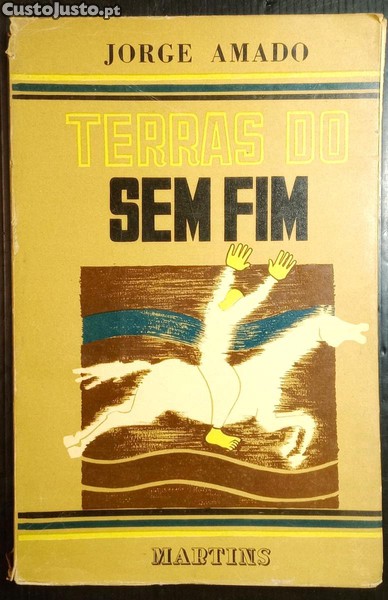 CustoJusto.pt
JORGE AMADO
TERRAS DO
SEM FIM
MARTINS